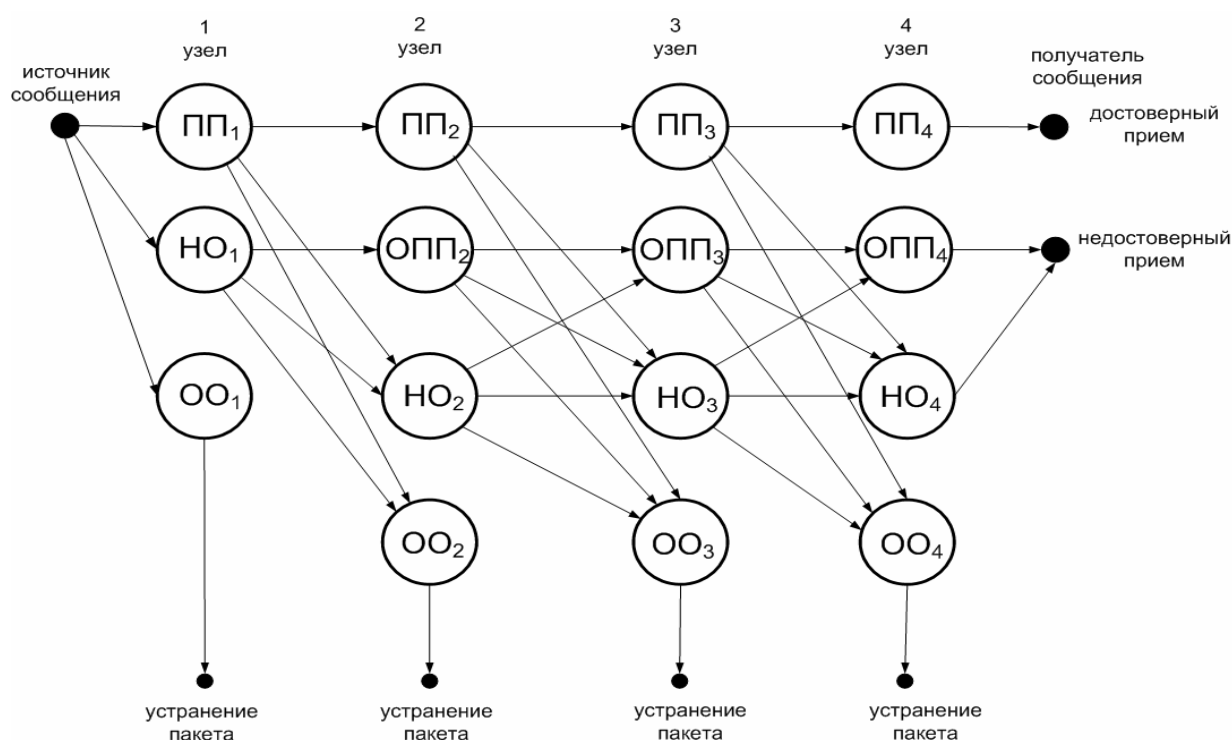 1
узел
2
узел
3
узел
4
узел
источник
сообщения
получатель
сообщения
ПП1
ПП2
ПП3
ПП4
достоверный
прием
НО1
ОПП2
ОПП3
ОПП4
недостоверный
прием
ОО1
НО2
НО3
НО4
ОО2
ОО3
ОО4
устранение
пакета
устранение
пакета
устранение
пакета
устранение
пакета